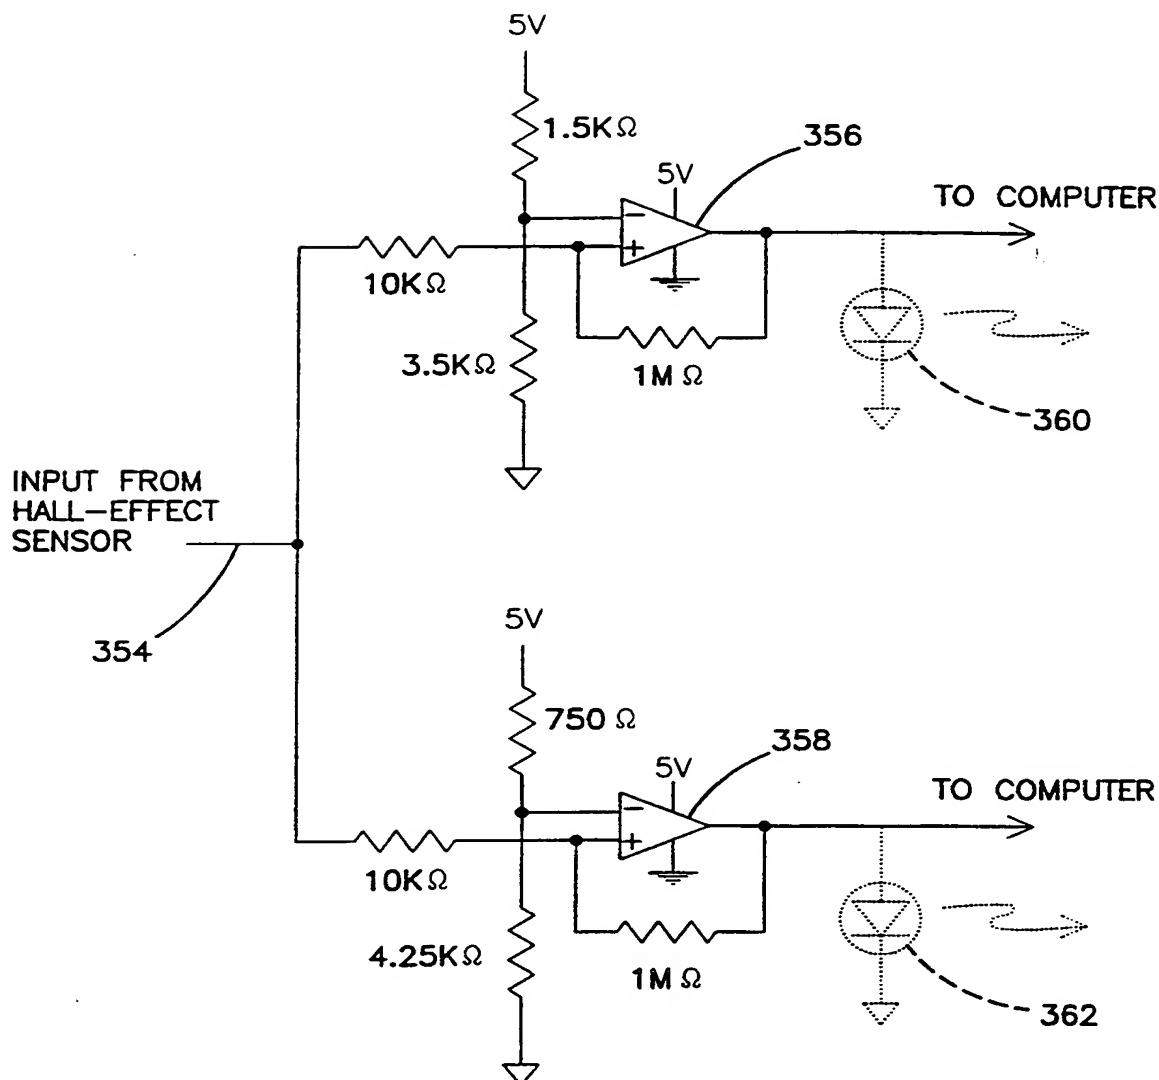 5V
1.5KΩ
356
5V
TO COMPUTER
−
+
10KΩ
3.5KΩ
1MΩ
360
INPUT FROM
HALL-EFFECT
SENSOR
354
5V
750Ω
358
5V
TO COMPUTER
−
+
10KΩ
4.25KΩ
1MΩ
362